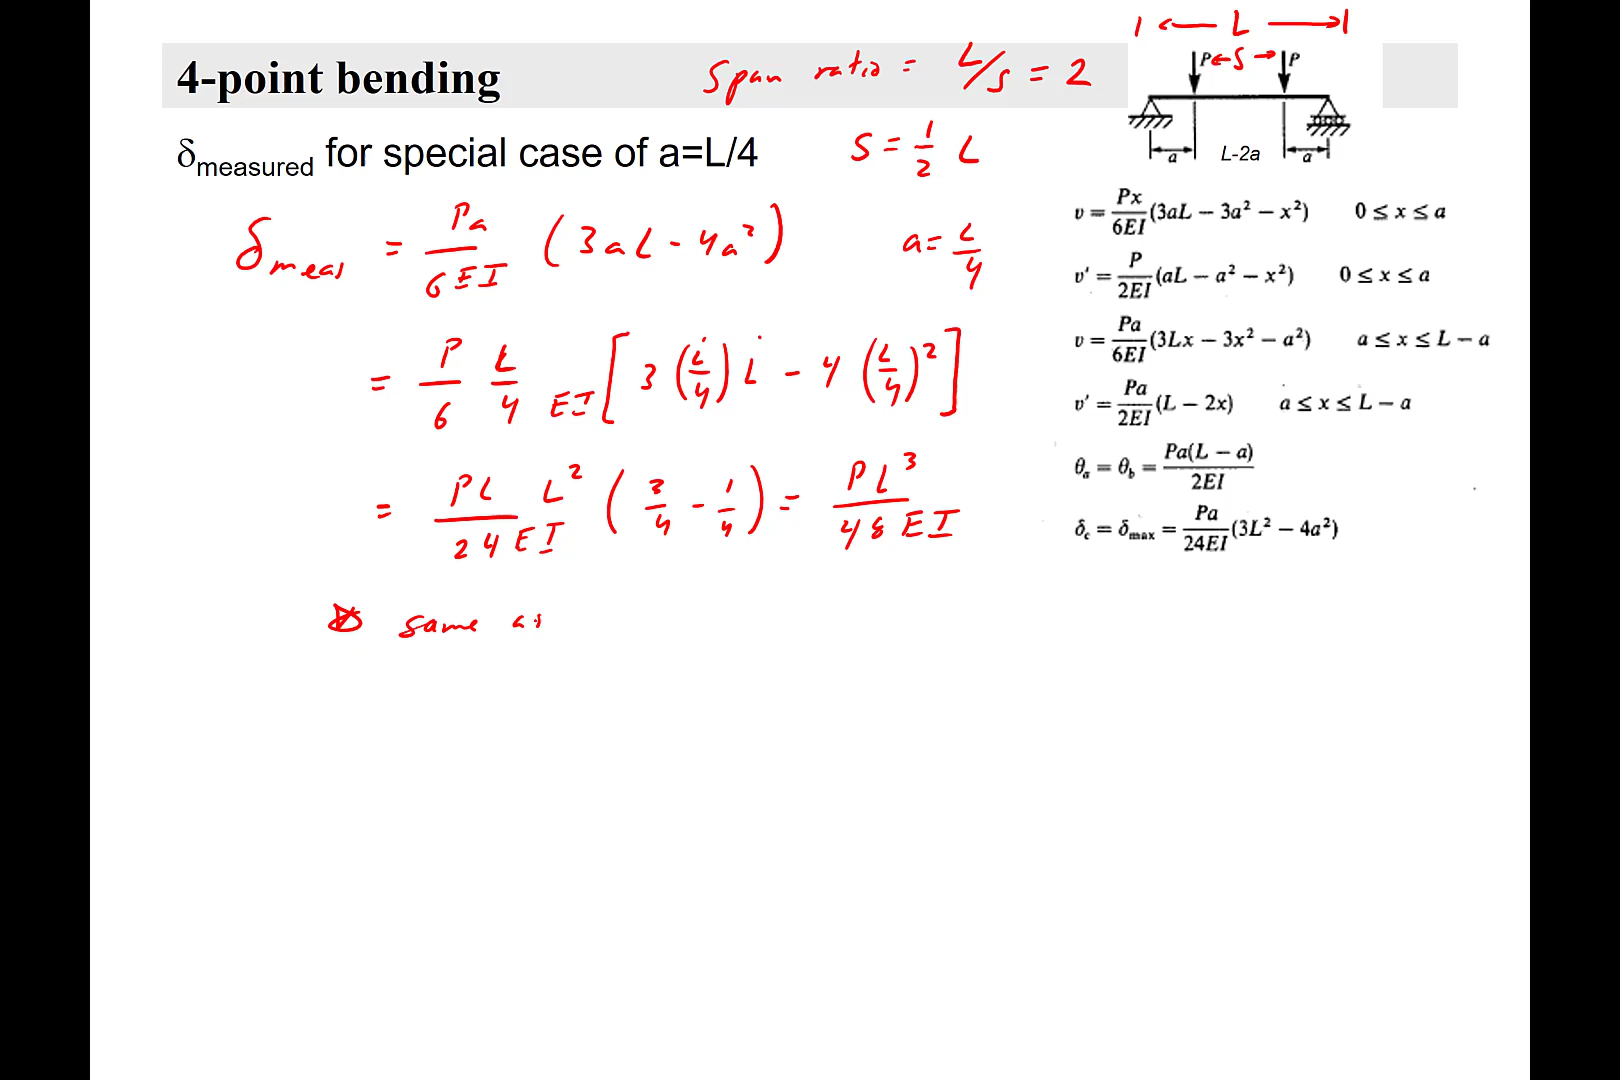 4-point bending
Span ratio = L/S = 2
| ← L → |
P ← S → P
a L-2a a
δmeasured for special case of a=L/4
S = 1/2 L
δmeas = Pa/6EI (3aL - 4a²)
a = L/4
= P/6 L/4 EI [3(L/4)L - 4(L/4)²]
= PL/24EI L² (3/4 - 1/4) = PL³/48EI
same as
v = Px/6EI (3aL − 3a² − x²) 0 ≤ x ≤ a
v' = P/2EI (aL − a² − x²) 0 ≤ x ≤ a
v = Pa/6EI (3Lx − 3x² − a²) a ≤ x ≤ L − a
v' = Pa/2EI (L − 2x) a ≤ x ≤ L − a
θa = θb = Pa(L − a)/2EI
δc = δmax = Pa/24EI (3L² − 4a²)